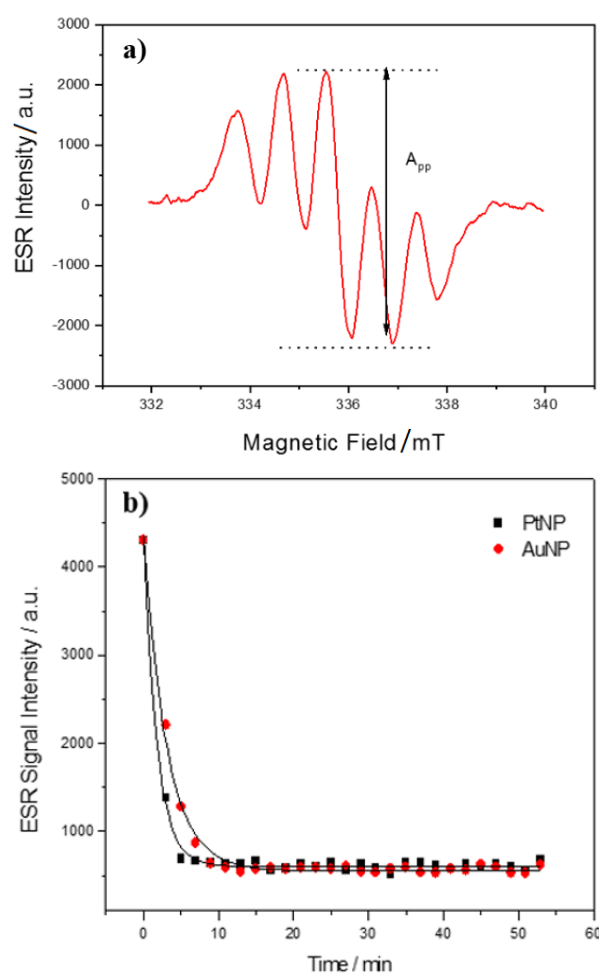 a)
3000
2000
1000
0
-1000
-2000
-3000
ESR Intensity / a.u.
A_pp
332 334 336 338 340
Magnetic Field /mT
b)
5000
4000
3000
2000
1000
ESR Signal Intensity / a.u.
PtNP
AuNP
0 10 20 30 40 50 60
Time / min